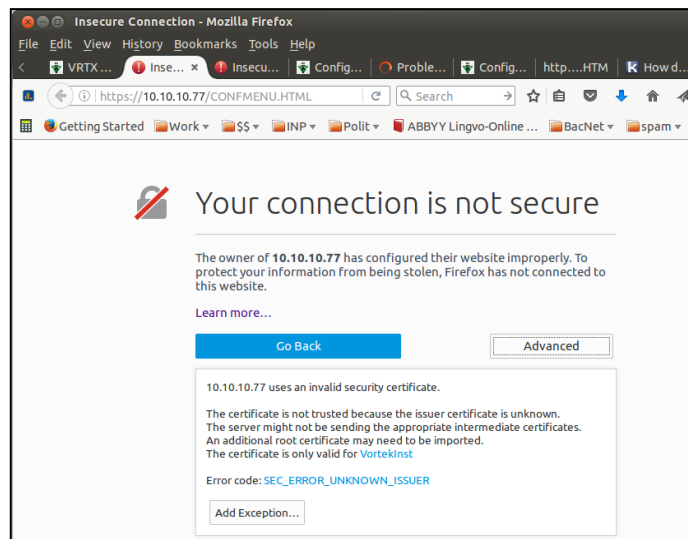 Insecure Connection - Mozilla Firefox
File Edit View History Bookmarks Tools Help
VRTX ... Inse... × Insecu... Config... Proble... Config... http....HTM How d...
https://10.10.10.77/CONFMENU.HTML Search
Getting Started Work $$ INP Polit ABBYY Lingvo-Online ... BacNet spam
Your connection is not secure
The owner of 10.10.10.77 has configured their website improperly. To
protect your information from being stolen, Firefox has not connected to
this website.
Learn more...
Go Back Advanced
10.10.10.77 uses an invalid security certificate.
The certificate is not trusted because the issuer certificate is unknown.
The server might not be sending the appropriate intermediate certificates.
An additional root certificate may need to be imported.
The certificate is only valid for VortekInst
Error code: SEC_ERROR_UNKNOWN_ISSUER
Add Exception...